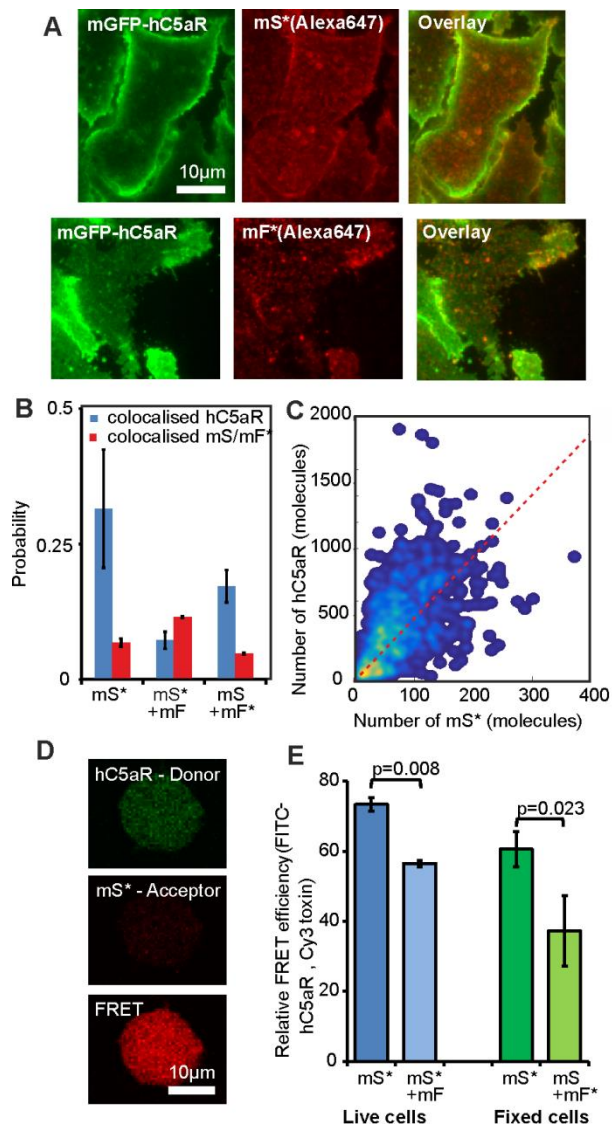 A
mGFP-hC5aR
mS*(Alexa647)
Overlay
10µm
mGFP-hC5aR
mF*(Alexa647)
Overlay
B
0.5
0.25
0
Probability
colocalised hC5aR
colocalised mS/mF*
mS*
mS*
+mF
mS
+mF*
C
2000
1500
1000
500
0
Number of hC5aR (molecules)
0 100 200 300 400
Number of mS* (molecules)
D
hC5aR - Donor
mS* - Acceptor
FRET
10µm
E
80
60
40
20
0
Relative FRET efficiency (FITC-
hC5aR , Cy3 toxin)
p=0.008
p=0.023
mS*
mS*
+mF
mS*
mS
+mF*
Live cells
Fixed cells